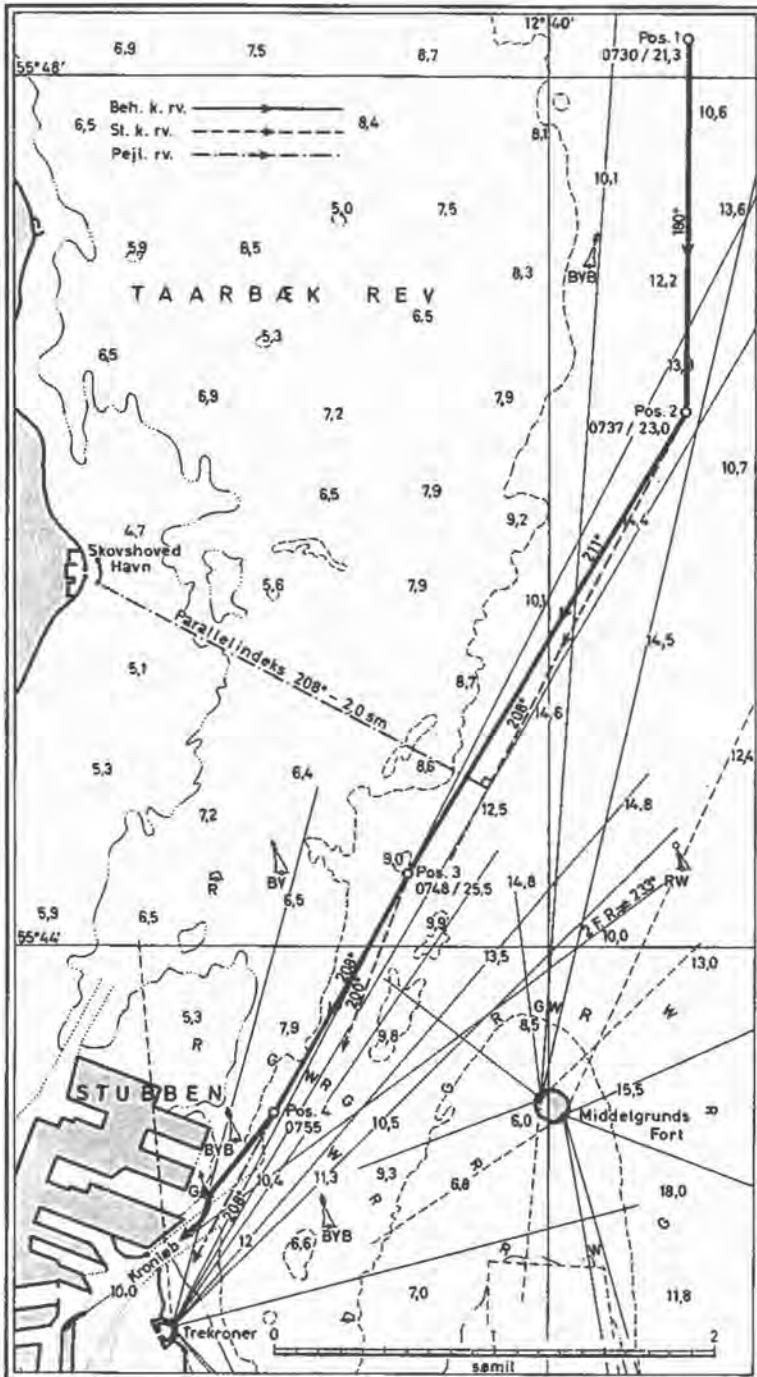 6,9
7,5
8,7
12° 40'
Pos. 1
0730 / 21,3
55° 48'
Beh. k. rv.
St. k. rv.
Pejl. rv.
6,5
8,4
8,1
10,6
10,1
13,6
5,0
7,5
180°
5,9
6,5
8,3
BYB
12,2
TAARBÆK REV
6,5
5,3
6,5
6,9
7,2
7,9
Pos. 2
0737 / 23,0
10,7
6,5
7,9
9,2
4,7
Skovshoved
Havn
5,6
7,9
211°
10,1
Parallelindeks 208° - 2,0 sm
5,1
8,7
14,5
14,6
208°
5,3
6,4
8,6
12,4
7,2
12,5
14,8
BY
R
9,0
Pos. 3
0748 / 25,5
6,5
14,8
RW
5,9
6,5
9,9
2 F.R. æ 233°
10,0
55° 44'
13,5
13,0
208°
200°
5,3
R
7,9
9,8
R
G
W
R
W
8,5
G
W
R
G
G
STUBBEN
Pos. 4
0755
10,5
15,5
R
6,0
Middelgrunds
Fort
BYB
W
R
R
G
10,4
11,3
9,3
6,8
18,0
G
208°
12
BYB
6,6
R
W
Kronløb
10,0
7,0
11,8
Trekroner
0
2
sømil